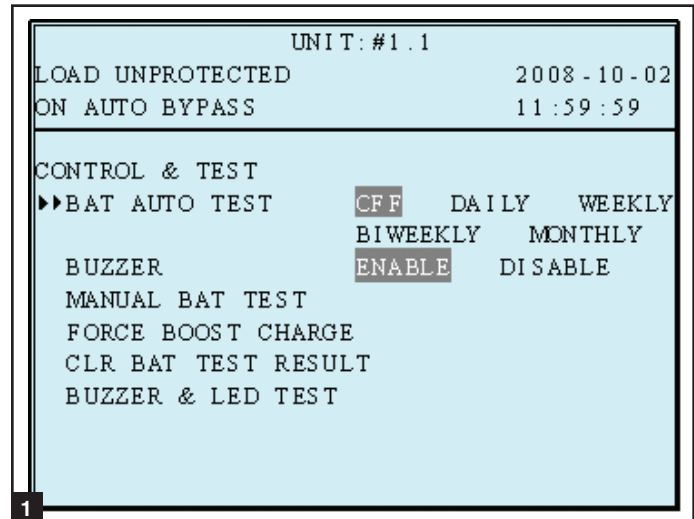 UNIT:#1.1
LOAD UNPROTECTED 2008-10-02
ON AUTO BYPASS 11:59:59
CONTROL & TEST
▶▶BAT AUTO TEST CFF DAILY WEEKLY
BIWEEKLY MONTHLY
BUZZER ENABLE DISABLE
MANUAL BAT TEST
FORCE BOOST CHARGE
CLR BAT TEST RESULT
BUZZER & LED TEST
1